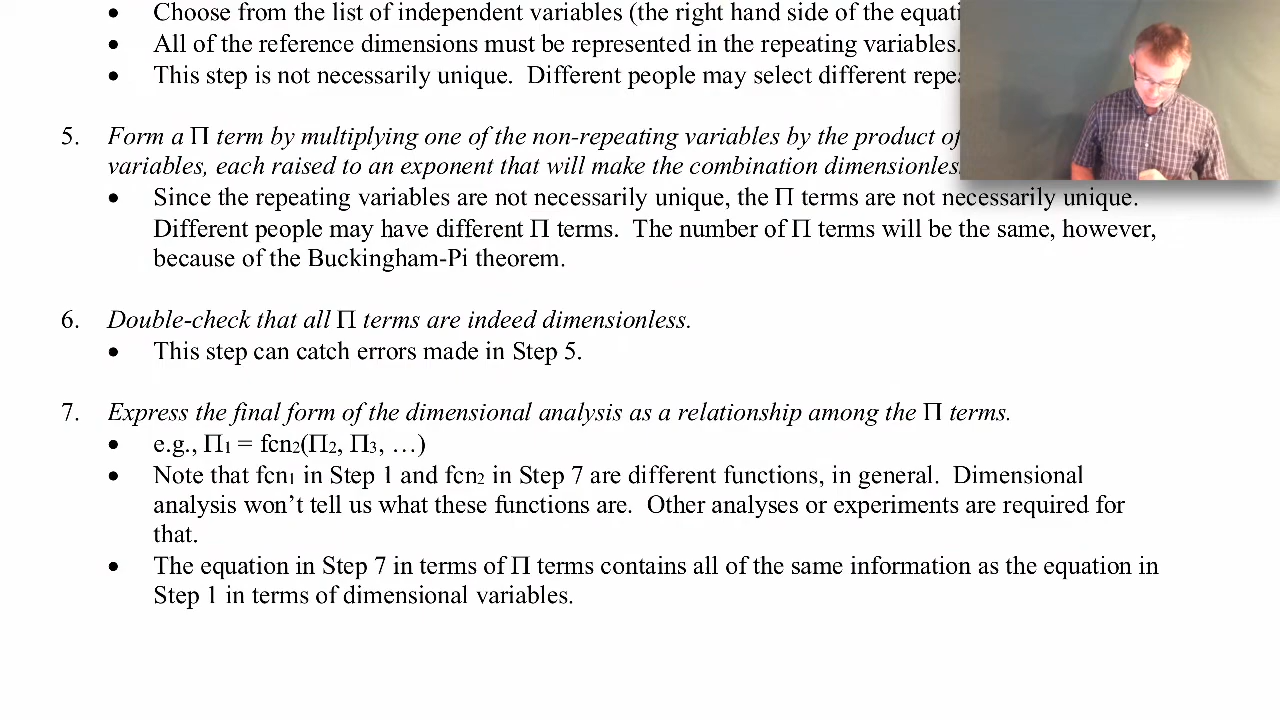 • Choose from the list of independent variables (the right hand side of the
• All of the reference dimensions must be represented in the repeating variables.
• This step is not necessarily unique. Different people may select different
5. Form a Π term by multiplying one of the non-repeating variables by the product of
variables, each raised to an exponent that will make the combination
• Since the repeating variables are not necessarily unique, the Π terms are not necessarily unique.
Different people may have different Π terms. The number of Π terms will be the same, however,
because of the Buckingham-Pi theorem.
6. Double-check that all Π terms are indeed dimensionless.
• This step can catch errors made in Step 5.
7. Express the final form of the dimensional analysis as a relationship among the Π terms.
• e.g., Π₁ = fcn₂(Π₂, Π₃, …)
• Note that fcn₁ in Step 1 and fcn₂ in Step 7 are different functions, in general. Dimensional
analysis won’t tell us what these functions are. Other analyses or experiments are required for
that.
• The equation in Step 7 in terms of Π terms contains all of the same information as the equation in
Step 1 in terms of dimensional variables.